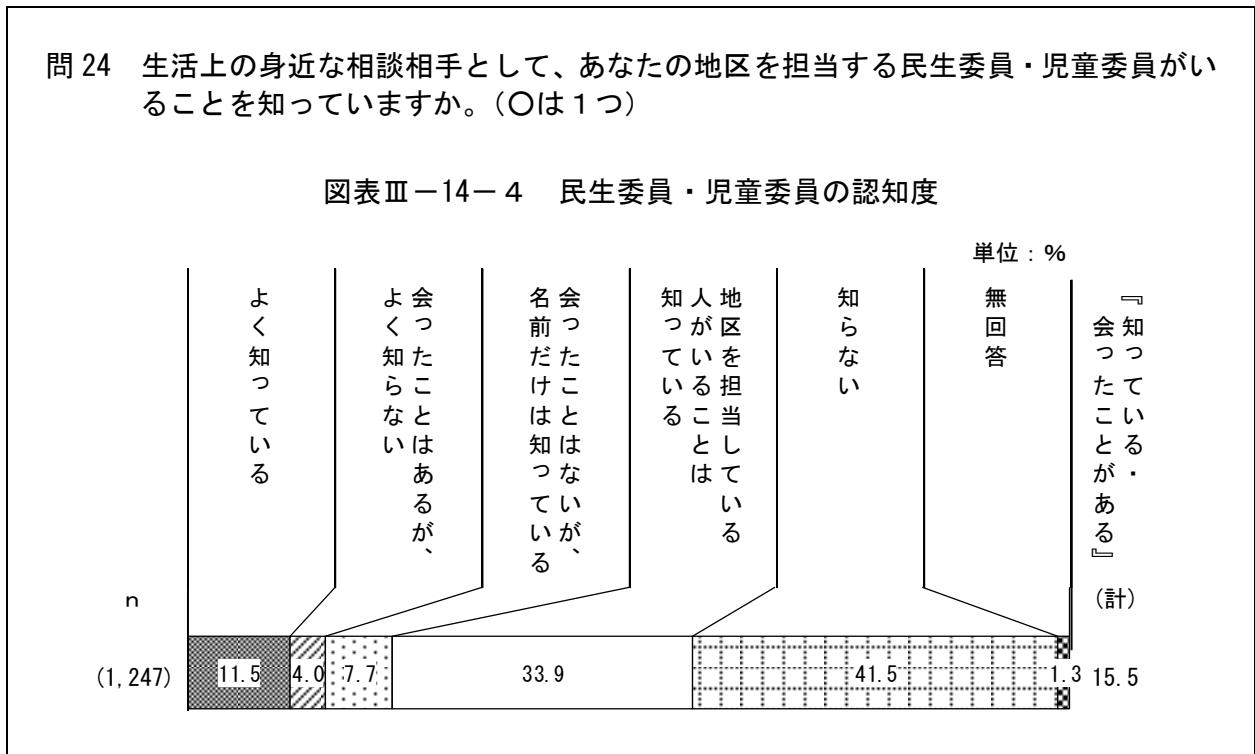 問24 生活上の身近な相談相手として、あなたの地区を担当する民生委員・児童委員がい
ることを知っていますか。(〇は1つ)
図表Ⅲ-14-4 民生委員・児童委員の認知度
単位:%
よく知っている
会ったことはあるが、
よく知らない
会ったことはないが、
名前だけは知っている
地区を担当している
人がいることは
知っている
知らない
無回答
『知っている・
会ったことがある』
(計)
n
(1,247)
11.5
4.0
7.7
33.9
41.5
1.3
15.5